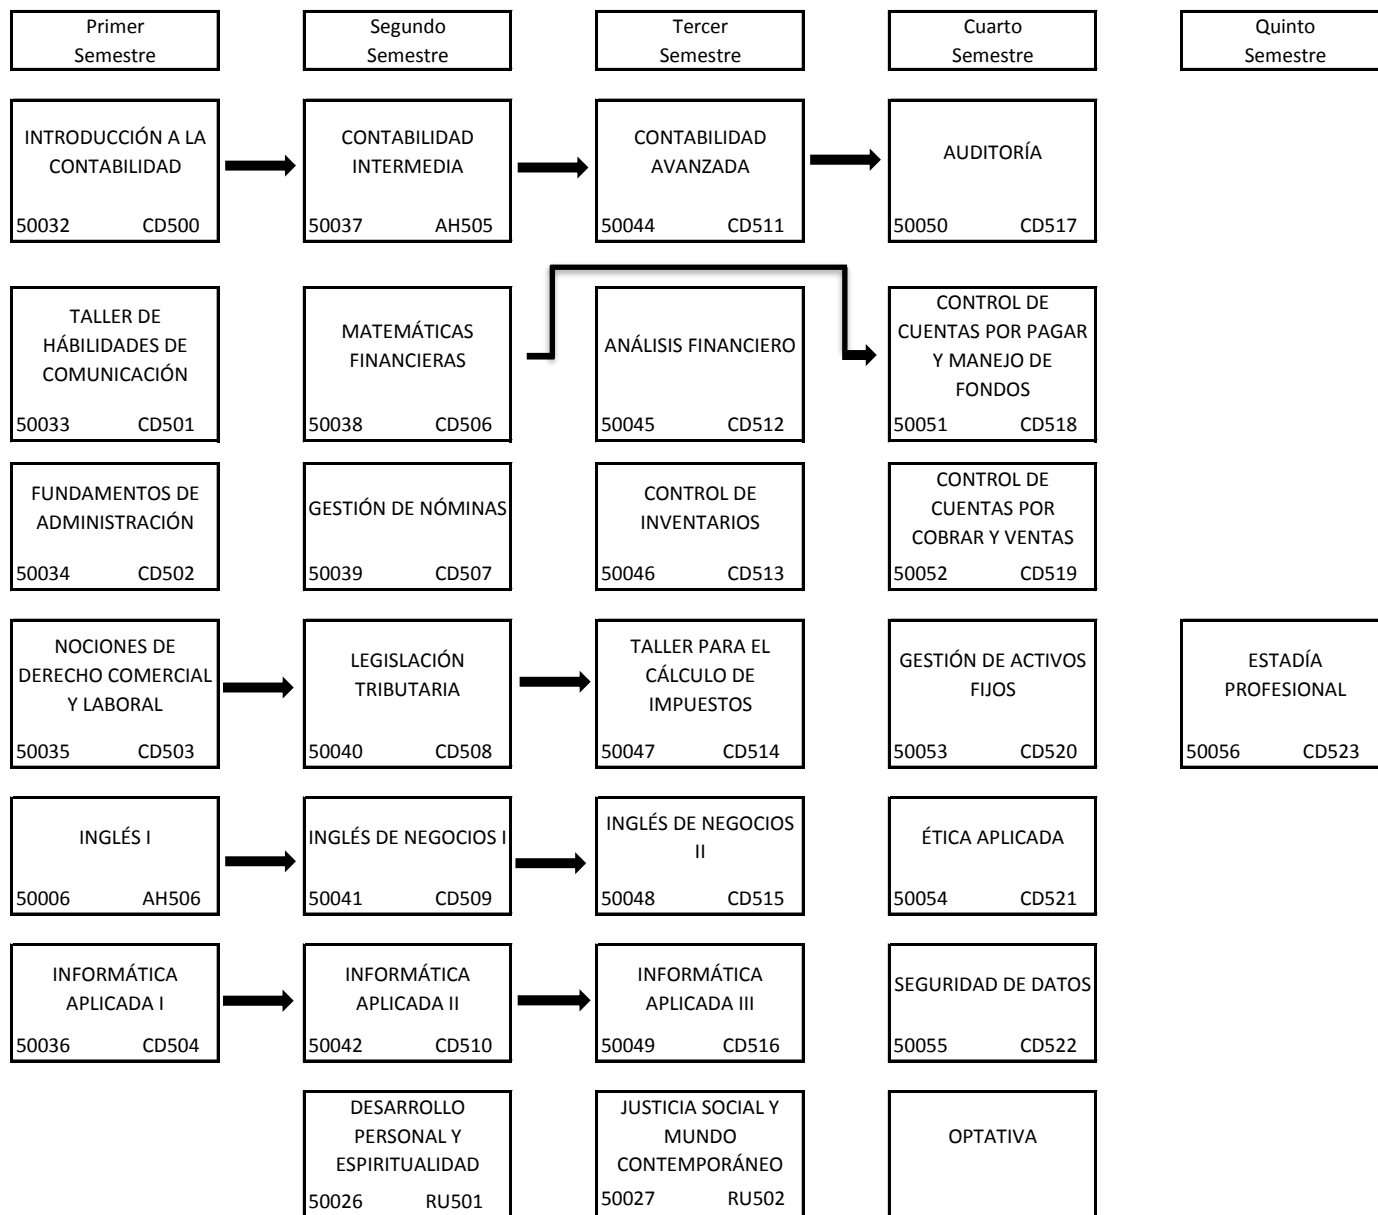 Primer
Semestre
Segundo
Semestre
Tercer
Semestre
Cuarto
Semestre
Quinto
Semestre
INTRODUCCIÓN A LA
CONTABILIDAD
50032 CD500
CONTABILIDAD
INTERMEDIA
50037 AH505
CONTABILIDAD
AVANZADA
50044 CD511
AUDITORÍA
50050 CD517
TALLER DE
HÁBILIDADES DE
COMUNICACIÓN
50033 CD501
MATEMÁTICAS
FINANCIERAS
50038 CD506
ANÁLISIS FINANCIERO
50045 CD512
CONTROL DE
CUENTAS POR PAGAR
Y MANEJO DE
FONDOS
50051 CD518
FUNDAMENTOS DE
ADMINISTRACIÓN
50034 CD502
GESTIÓN DE NÓMINAS
50039 CD507
CONTROL DE
INVENTARIOS
50046 CD513
CONTROL DE
CUENTAS POR
COBRAR Y VENTAS
50052 CD519
NOCIONES DE
DERECHO COMERCIAL
Y LABORAL
50035 CD503
LEGISLACIÓN
TRIBUTARIA
50040 CD508
TALLER PARA EL
CÁLCULO DE
IMPUESTOS
50047 CD514
GESTIÓN DE ACTIVOS
FIJOS
50053 CD520
ESTADÍA
PROFESIONAL
50056 CD523
INGLÉS I
50006 AH506
INGLÉS DE NEGOCIOS I
50041 CD509
INGLÉS DE NEGOCIOS
II
50048 CD515
ÉTICA APLICADA
50054 CD521
INFORMÁTICA
APLICADA I
50036 CD504
INFORMÁTICA
APLICADA II
50042 CD510
INFORMÁTICA
APLICADA III
50049 CD516
SEGURIDAD DE DATOS
50055 CD522
DESARROLLO
PERSONAL Y
ESPIRITUALIDAD
50026 RU501
JUSTICIA SOCIAL Y
MUNDO
CONTEMPORÁNEO
50027 RU502
OPTATIVA